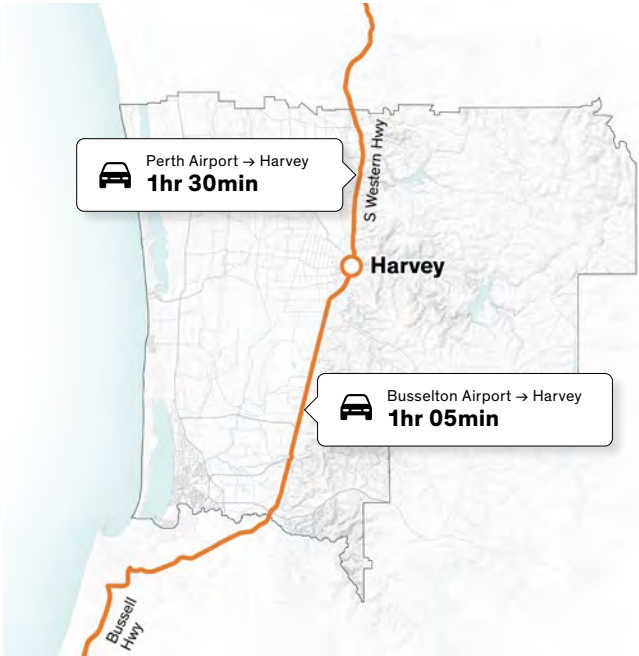 Perth Airport → Harvey
1hr 30min
S Western Hwy
Harvey
Busselton Airport → Harvey
1hr 05min
Bussell
Hwy